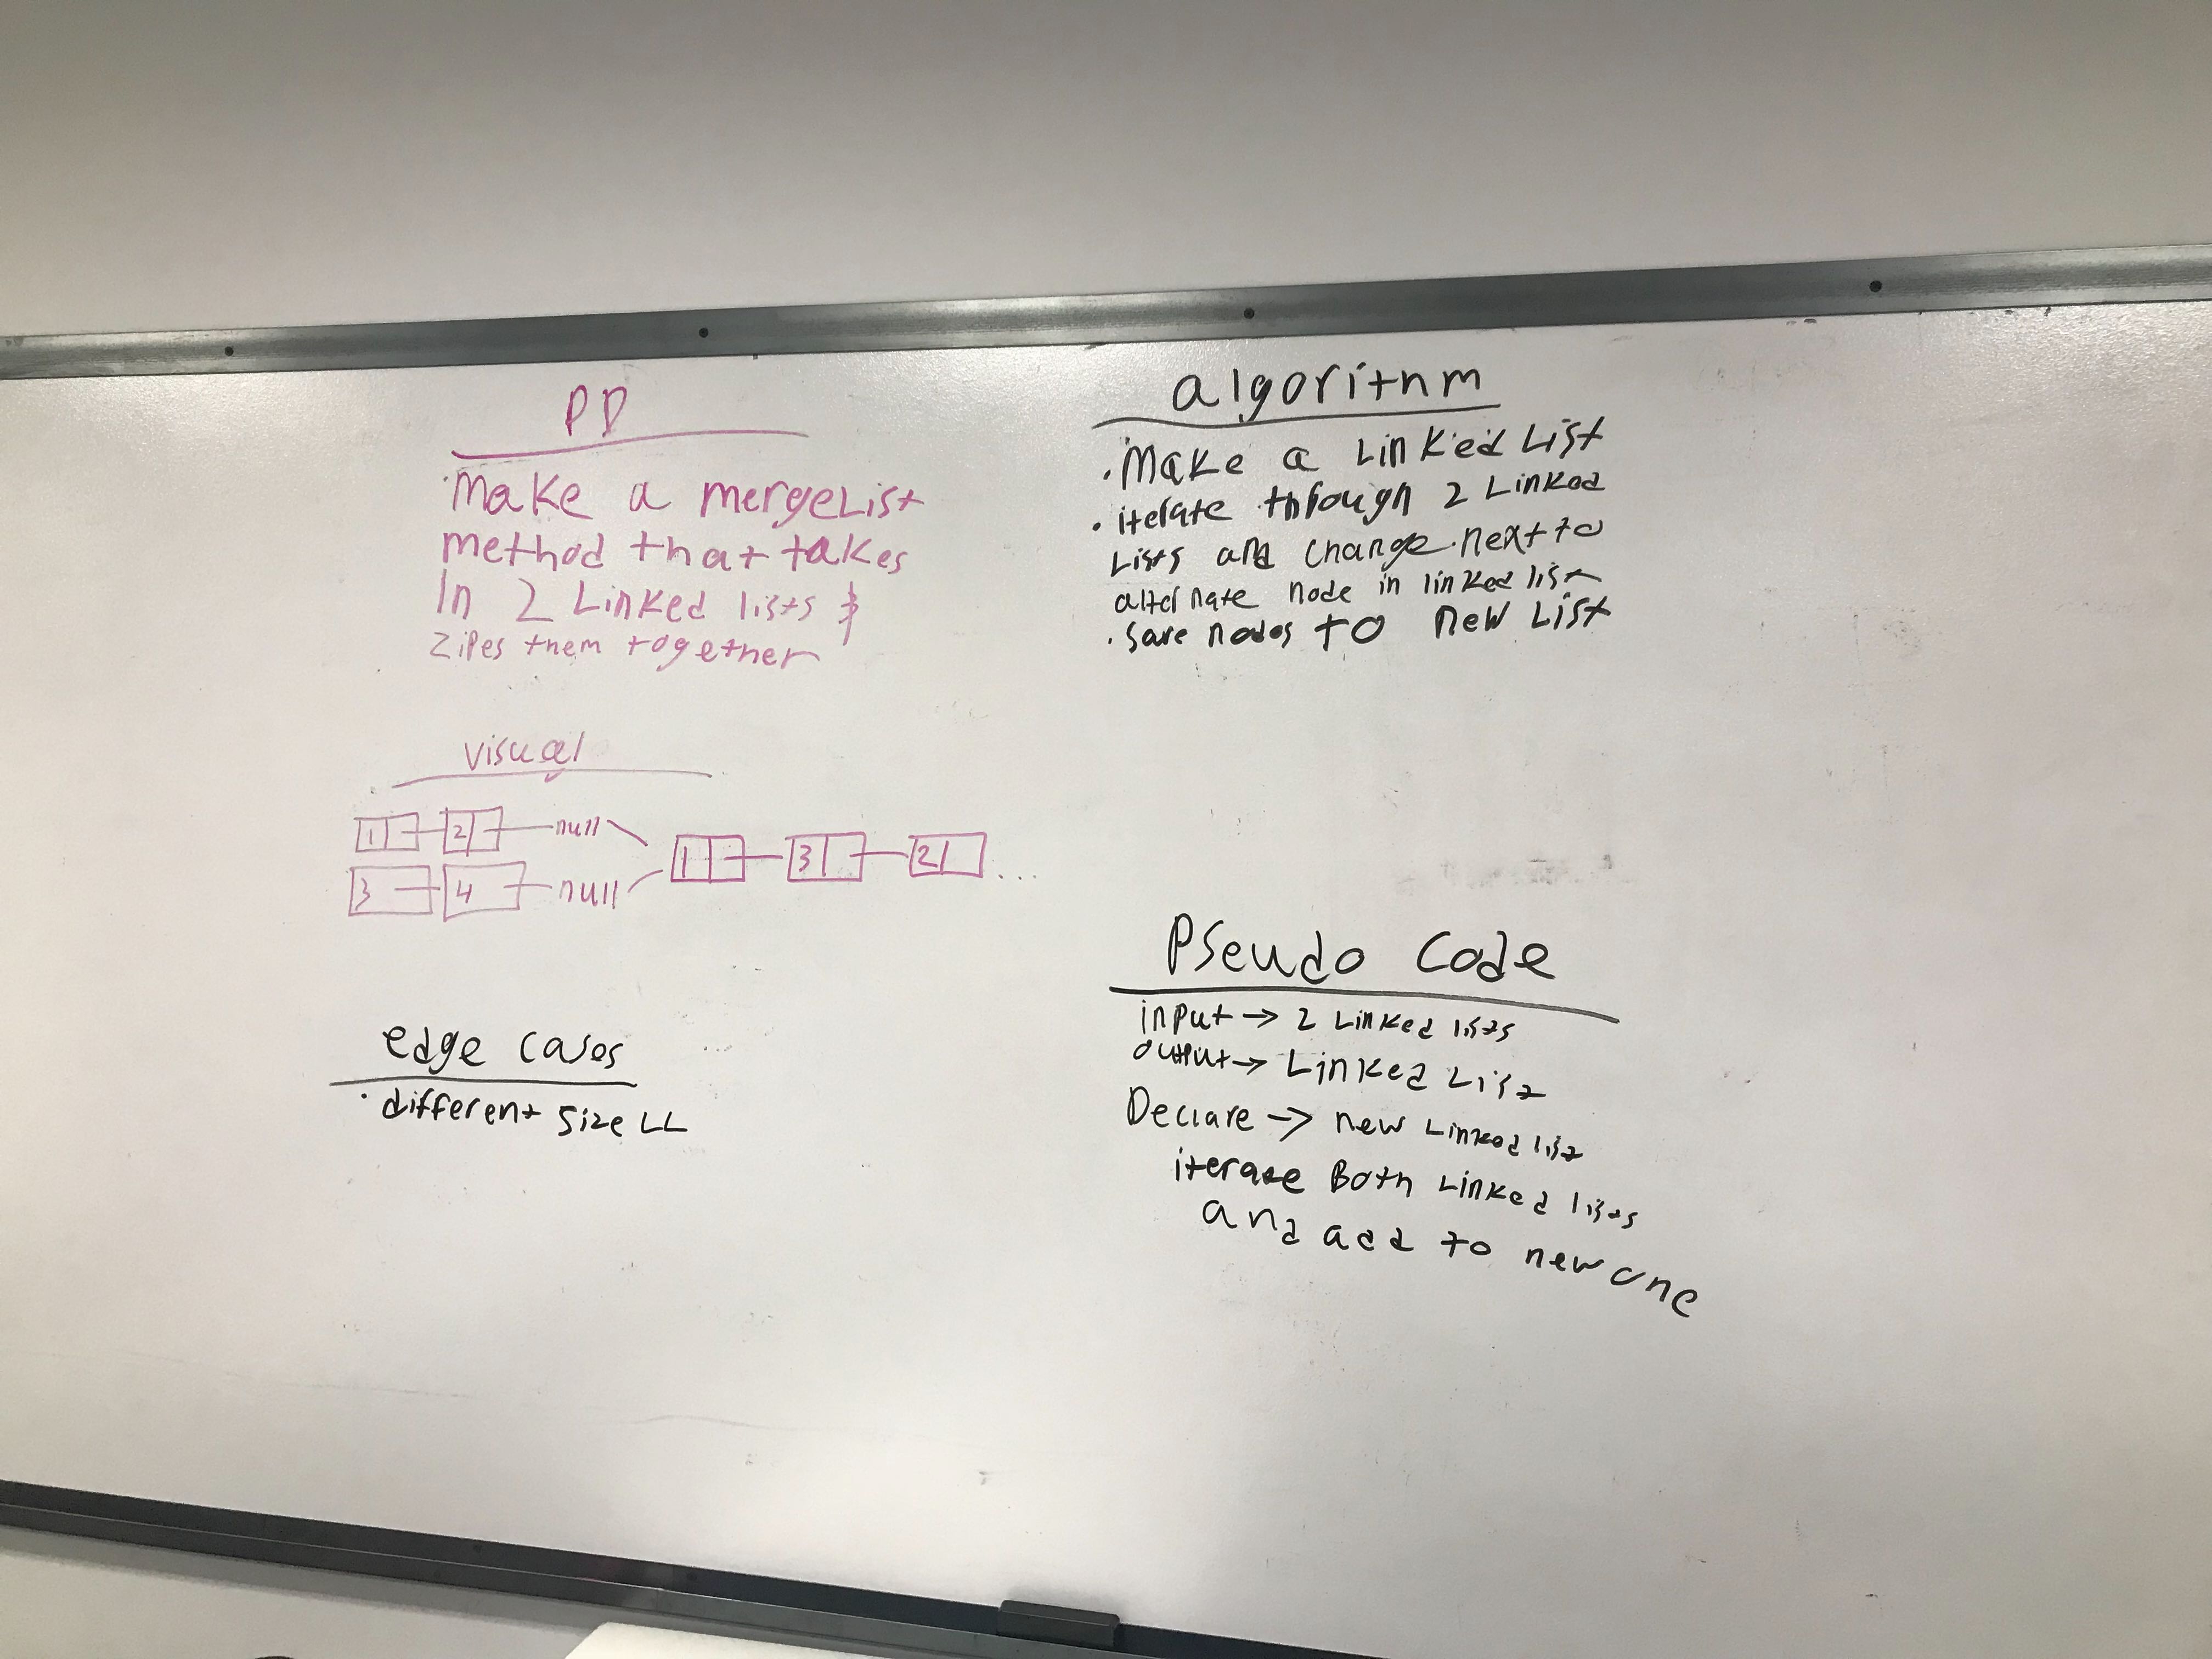 PD
Make a mergeList
method that takes
In 2 Linked lists &
Zipes them together
visual
1 2 null
3 4 null
1 3 2 ...
edge cases
· different size LL
algorithm
· Make a Linked List
· iterate through 2 Linked
Lists and change .next to
alternate node in linked list
· Save nodes to new List
Pseudo Code
input → 2 Linked lists
output → Linked List
Declare → new Linked list
iterate Both Linked lists
and add to new one